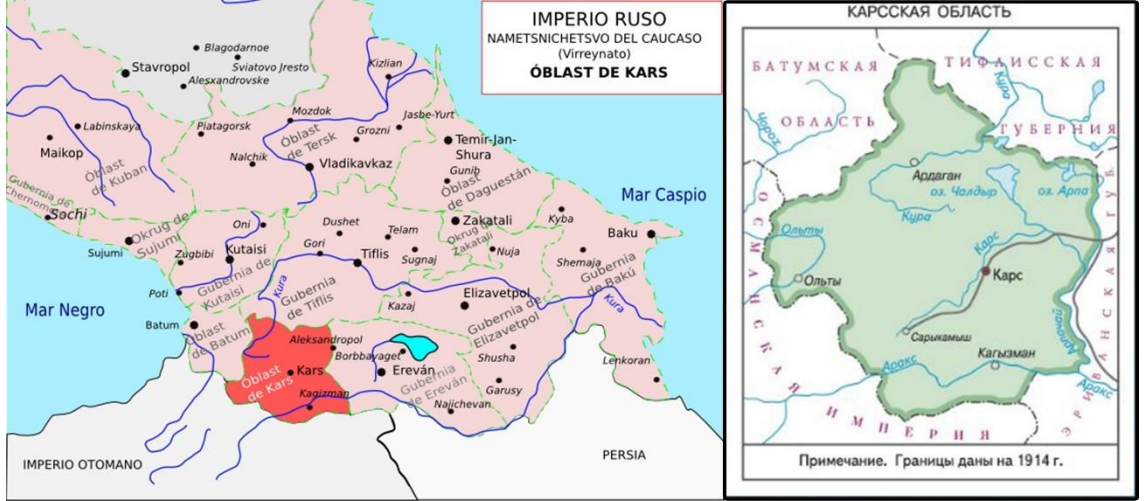 IMPERIO RUSO
NAMETSNICHETSVO DEL CAUCASO
(Virreynato)
ÓBLAST DE KARS
Blagodarnoe
Stavropol
Sviatovo Jresto
Alesxandrovske
Kizlian
Labinskaya
Maikop
Piatagorsk
Mozdok
Jasbe-Yurt
Grozni
Óblast
de Tersk
Temir-Jan-
Shura
Nalchik
Vladikavkaz
Gunib
Óblast
de Kuban
Óblast
de Daguestán
Gubernia de
Chernomo
Sochi
Mar Caspio
Okrug de
Sujumi
Sujumi
Oni
Dushet
Telam
Zakatali
Okrug de
Zakatali
Kyba
Baku
Zugbibi
Kutaisi
Gori
Tiflis
Sugnaj
Nuja
Shemaja
Gubernia
de Bakú
Gubernia de
Kutaisi
Poti
Kura
Gubernia
de Tiflis
Kazaj
Elizavetpol
Kura
Mar Negro
Batum
Óblast
de Batum
Gubernia de
Elizavetpol
Aleksandropol
Borbbayaget
Shusha
Lenkoran
Óblast
de Kars
Kars
Ereván
Gubernia
de Ereván
Kagizman
Garusy
Najichevan
IMPERIO OTOMANO
PERSIA
КАРССКАЯ ОБЛАСТЬ
БАТУМСКАЯ
ОБЛАСТЬ
ТИФЛИССКАЯ
ГУБЕРНИЯ
Кура
Чорох
Ардаган
оз. Чалдыр
оз. Арпа
Кура
Ольты
Ольты
Карс
Карс
Сарыкамыш
Кагызман
Аракс
Аракс
Арпачай
ОСМАНСКАЯ
ИМПЕРИЯ
ЭРИВАНСКАЯ ГУБ.
Примечание. Границы даны на 1914 г.